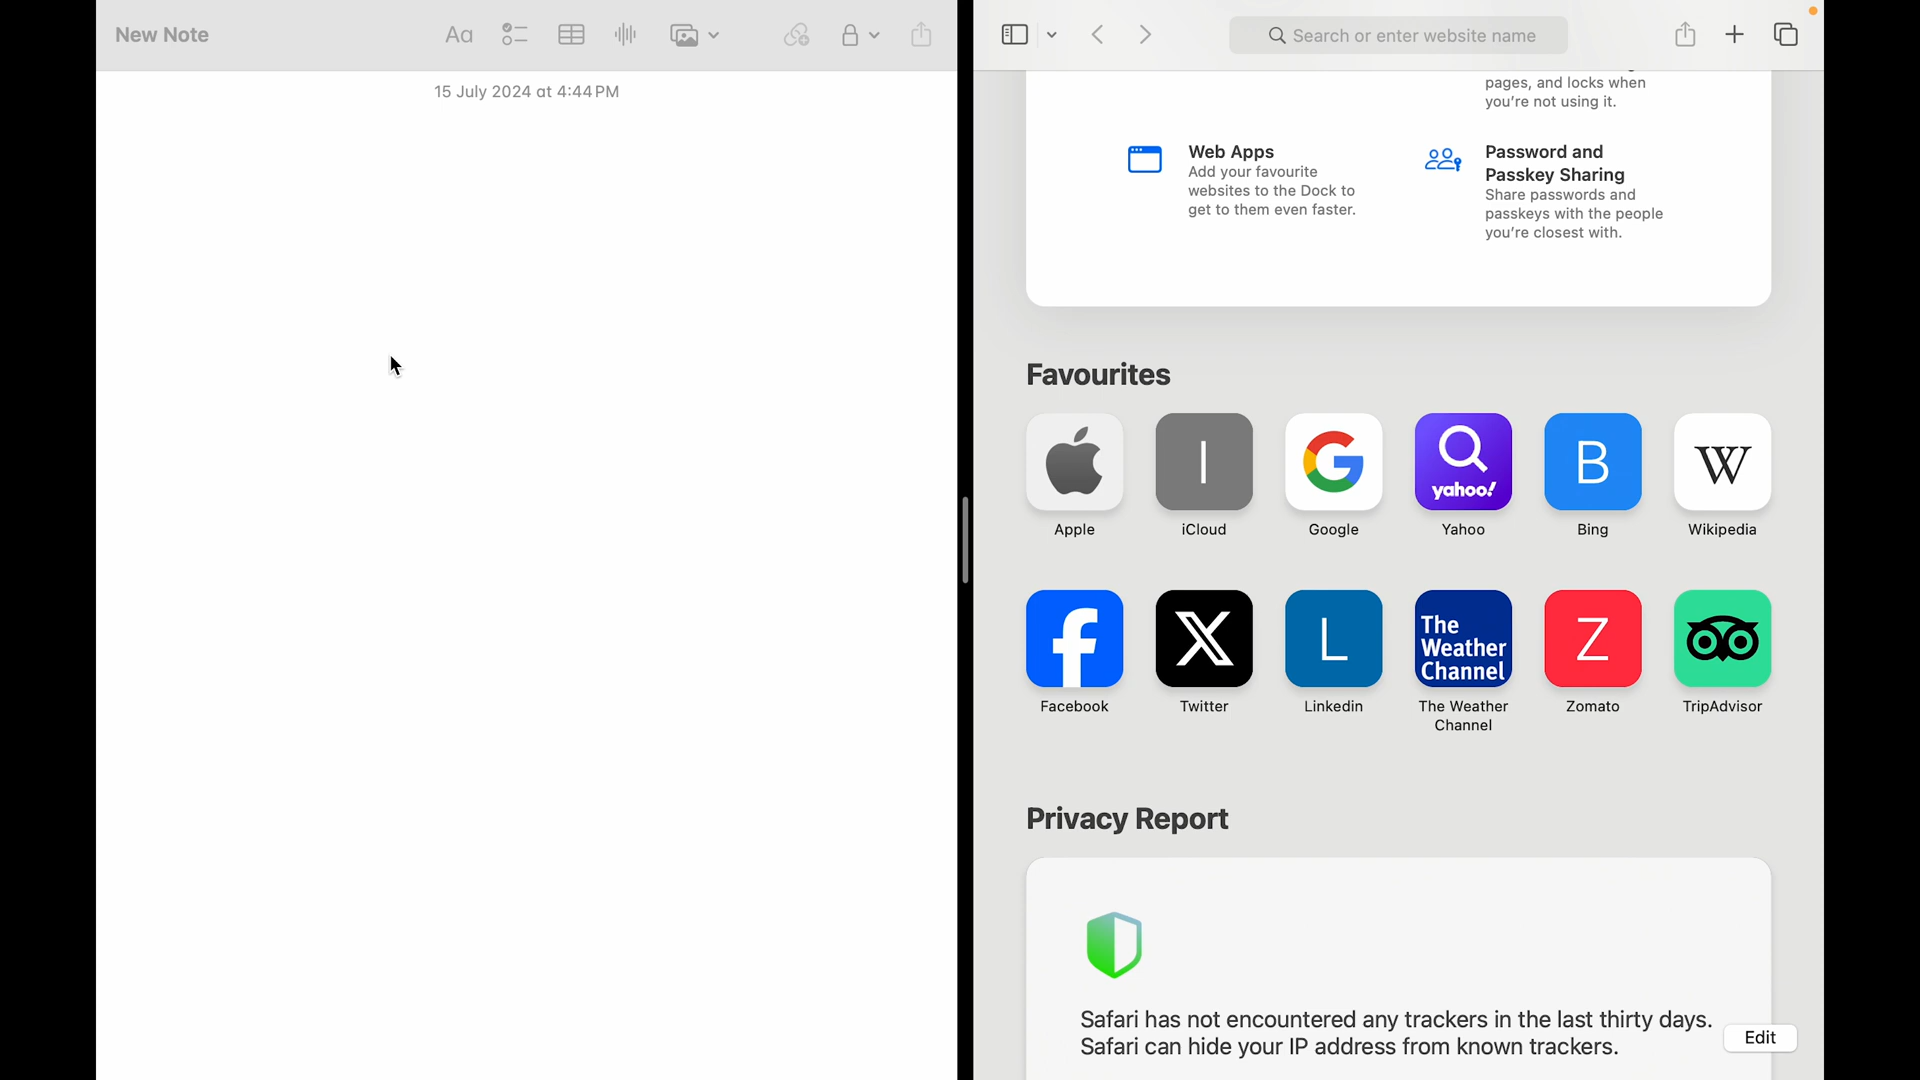 New Note
Aa
15 July 2024 at 4:44 PM
Search or enter website name
pages, and locks when
you're not using it.
Web Apps
Add your favourite
websites to the Dock to
get to them even faster.
Password and
Passkey Sharing
Share passwords and
passkeys with the people
you're closest with.
Favourites
I
yahoo!
B
W
Apple
iCloud
Google
Yahoo
Bing
Wikipedia
L
The
Weather
Channel
Z
Facebook
Twitter
Linkedin
The Weather
Channel
Zomato
TripAdvisor
Privacy Report
Safari has not encountered any trackers in the last thirty days.
Safari can hide your IP address from known trackers.
Edit